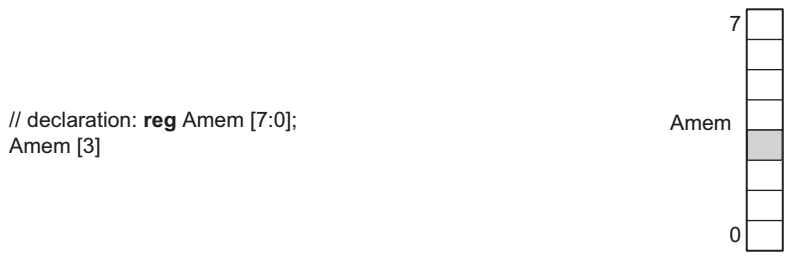 // declaration: reg Amem [7:0];
Amem [3]
7
Amem
0